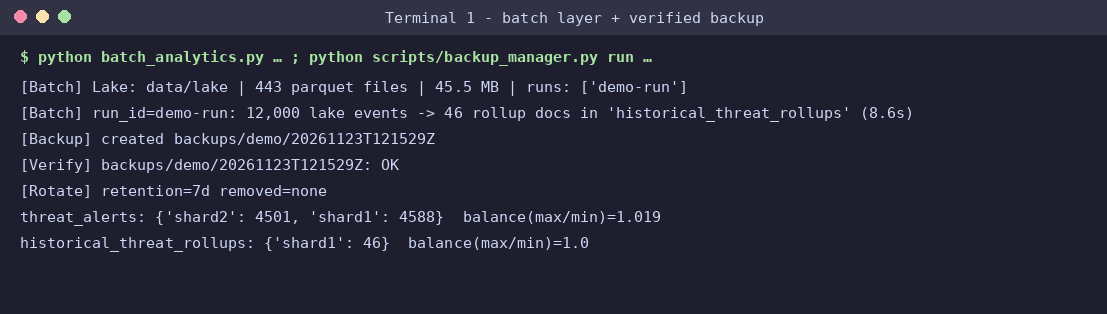 Terminal 1 - batch layer + verified backup
$ python batch_analytics.py … ; python scripts/backup_manager.py run …
[Batch] Lake: data/lake | 443 parquet files | 45.5 MB | runs: ['demo-run']
[Batch] run_id=demo-run: 12,000 lake events -> 46 rollup docs in 'historical_threat_rollups' (8.6s)
[Backup] created backups/demo/20261123T121529Z
[Verify] backups/demo/20261123T121529Z: OK
[Rotate] retention=7d removed=none
threat_alerts: {'shard2': 4501, 'shard1': 4588}  balance(max/min)=1.019
historical_threat_rollups: {'shard1': 46}  balance(max/min)=1.0